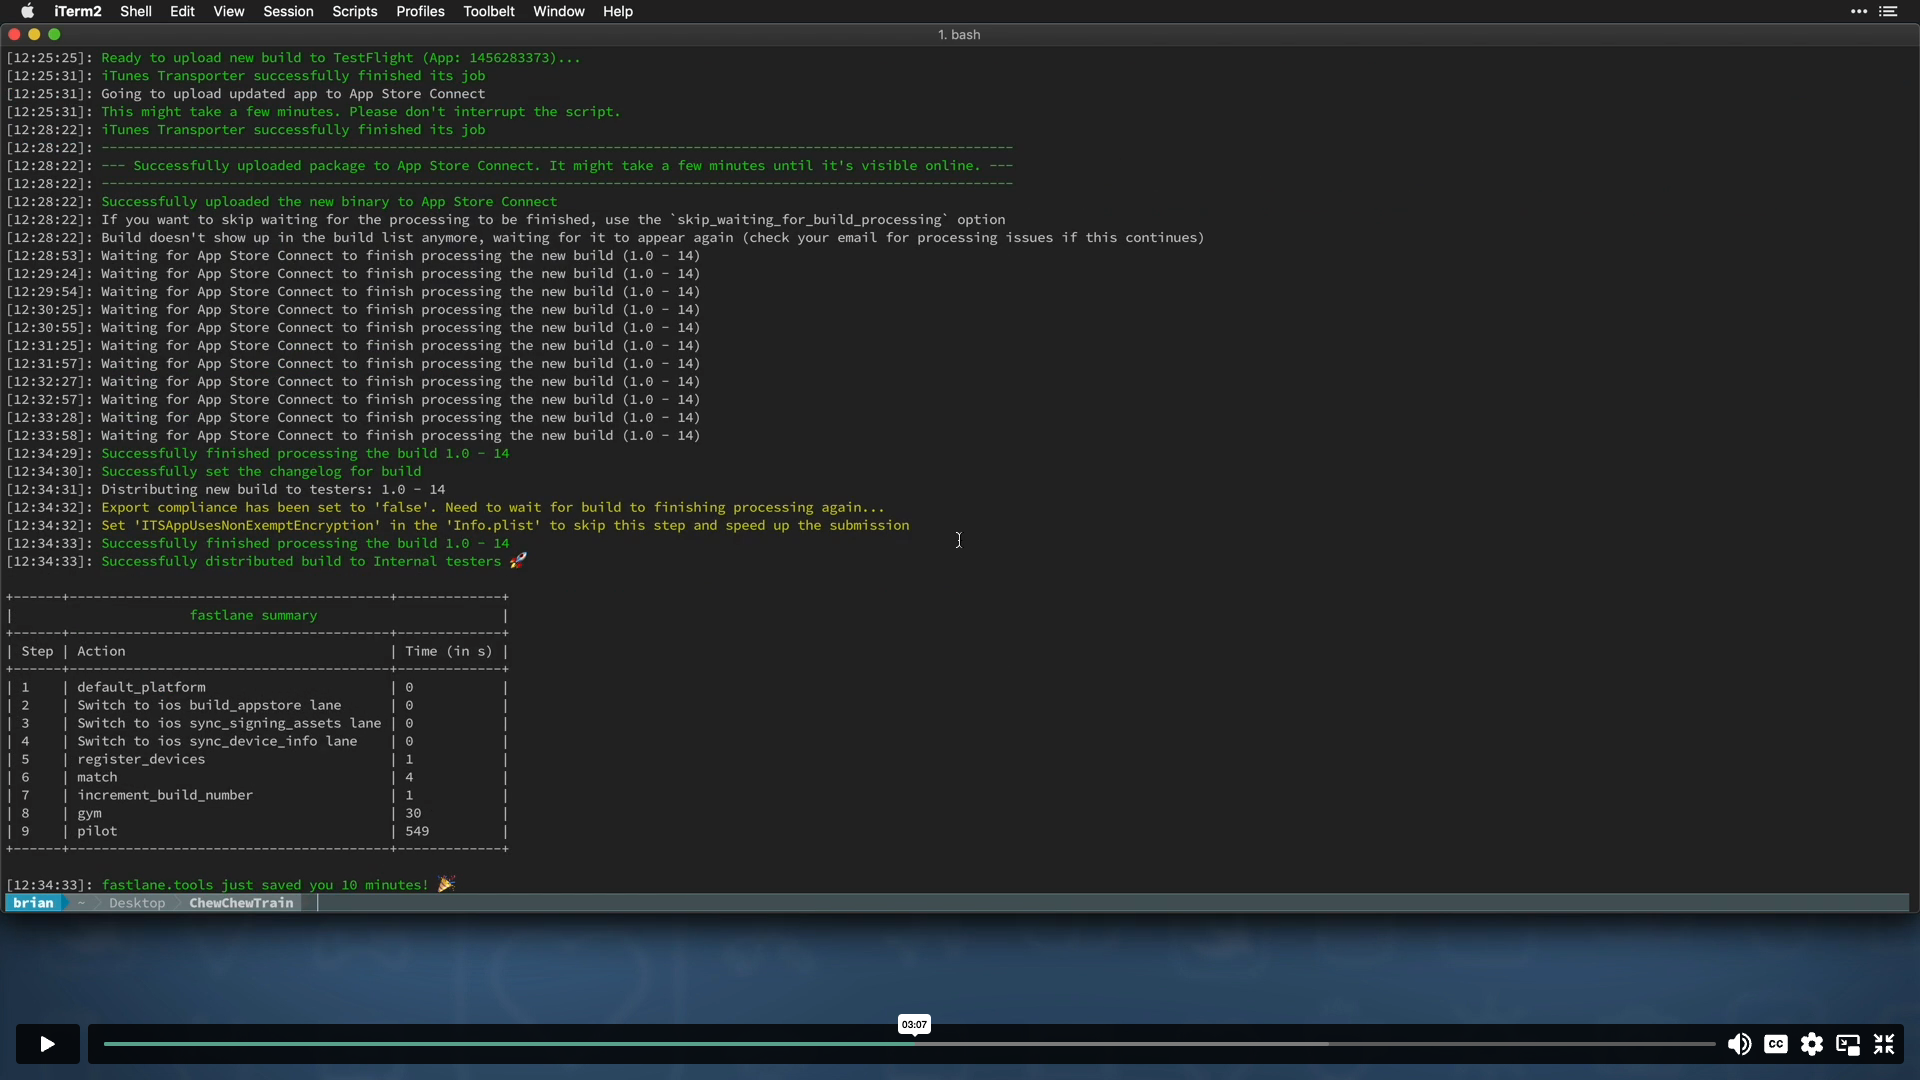 iTerm2 Shell Edit View Session Scripts Profiles Toolbelt Window Help
1. bash
[12:25:25]: Ready to upload new build to TestFlight (App: 1456283373)...
[12:25:31]: iTunes Transporter successfully finished its job
[12:25:31]: Going to upload updated app to App Store Connect
[12:25:31]: This might take a few minutes. Please don't interrupt the script.
[12:28:22]: iTunes Transporter successfully finished its job
[12:28:22]: ------------------------------------------------------------------------------------------------------------------
[12:28:22]: --- Successfully uploaded package to App Store Connect. It might take a few minutes until it's visible online. ---
[12:28:22]: ------------------------------------------------------------------------------------------------------------------
[12:28:22]: Successfully uploaded the new binary to App Store Connect
[12:28:22]: If you want to skip waiting for the processing to be finished, use the `skip_waiting_for_build_processing` option
[12:28:22]: Build doesn't show up in the build list anymore, waiting for it to appear again (check your email for processing issues if this continues)
[12:28:53]: Waiting for App Store Connect to finish processing the new build (1.0 - 14)
[12:29:24]: Waiting for App Store Connect to finish processing the new build (1.0 - 14)
[12:29:54]: Waiting for App Store Connect to finish processing the new build (1.0 - 14)
[12:30:25]: Waiting for App Store Connect to finish processing the new build (1.0 - 14)
[12:30:55]: Waiting for App Store Connect to finish processing the new build (1.0 - 14)
[12:31:25]: Waiting for App Store Connect to finish processing the new build (1.0 - 14)
[12:31:57]: Waiting for App Store Connect to finish processing the new build (1.0 - 14)
[12:32:27]: Waiting for App Store Connect to finish processing the new build (1.0 - 14)
[12:32:57]: Waiting for App Store Connect to finish processing the new build (1.0 - 14)
[12:33:28]: Waiting for App Store Connect to finish processing the new build (1.0 - 14)
[12:33:58]: Waiting for App Store Connect to finish processing the new build (1.0 - 14)
[12:34:29]: Successfully finished processing the build 1.0 - 14
[12:34:30]: Successfully set the changelog for build
[12:34:31]: Distributing new build to testers: 1.0 - 14
[12:34:32]: Export compliance has been set to 'false'. Need to wait for build to finishing processing again...
[12:34:32]: Set 'ITSAppUsesNonExemptEncryption' in the 'Info.plist' to skip this step and speed up the submission
[12:34:33]: Successfully finished processing the build 1.0 - 14
[12:34:33]: Successfully distributed build to Internal testers 🚀
+------+----------------------------------------+-------------+
| fastlane summary |
+------+----------------------------------------+-------------+
| Step | Action | Time (in s) |
+------+----------------------------------------+-------------+
| 1 | default_platform | 0 |
| 2 | Switch to ios build_appstore lane | 0 |
| 3 | Switch to ios sync_signing_assets lane | 0 |
| 4 | Switch to ios sync_device_info lane | 0 |
| 5 | register_devices | 1 |
| 6 | match | 4 |
| 7 | increment_build_number | 1 |
| 8 | gym | 30 |
| 9 | pilot | 549 |
+------+----------------------------------------+-------------+
[12:34:33]: fastlane.tools just saved you 10 minutes! 🎉
brian ~ Desktop ChewChewTrain
03:07
CC